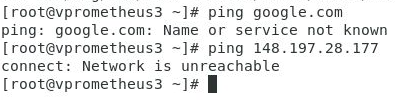 [root@vprometheus3 ~]# ping google.com
ping: google.com: Name or service not known
[root@vprometheus3 ~]# ping 148.197.28.177
connect: Network is unreachable
[root@vprometheus3 ~]#